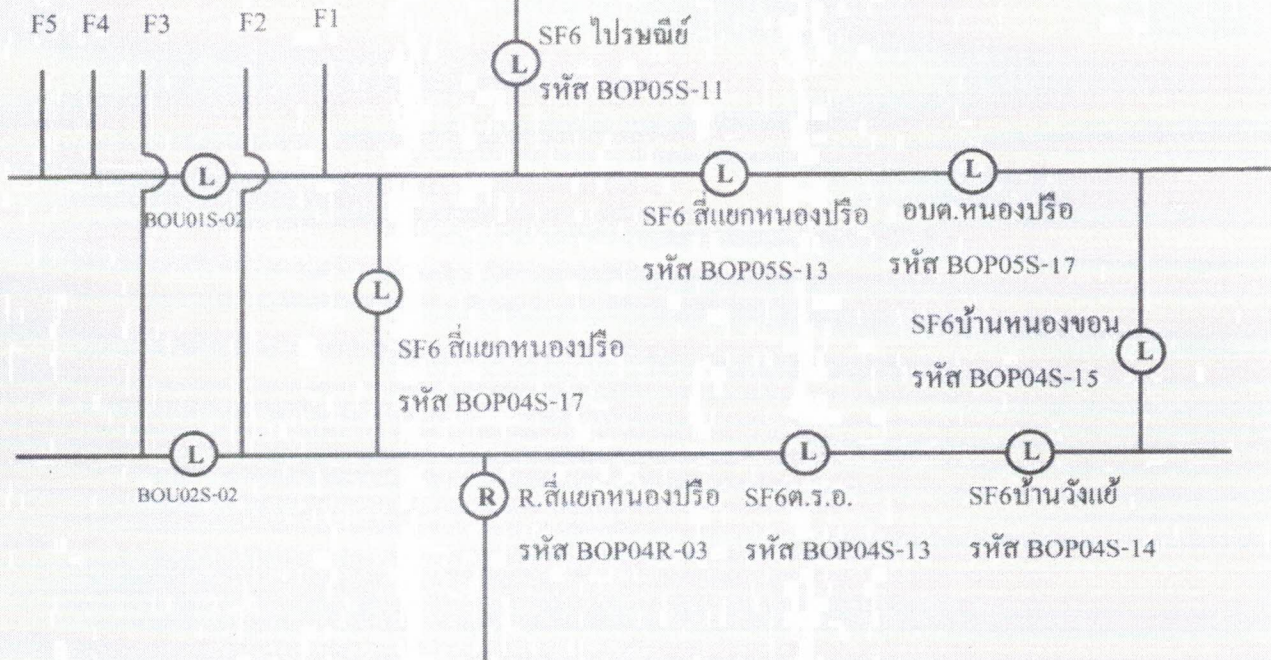 F5 F4 F3 F2 F1
SF6 ไปรษณีย์
L
รหัส BOP05S-11
L
L
L
BOU01S-02
SF6 สี่แยกหนองปรือ
อบต.หนองปรือ
รหัส BOP05S-13
รหัส BOP05S-17
L
SF6 สี่แยกหนองปรือ
รหัส BOP04S-17
SF6บ้านหนองขอน
L
รหัส BOP04S-15
L
L
L
BOU02S-02
R
R.สี่แยกหนองปรือ
SF6ต.ร.อ.
SF6บ้านวังแย้
รหัส BOP04R-03
รหัส BOP04S-13
รหัส BOP04S-14